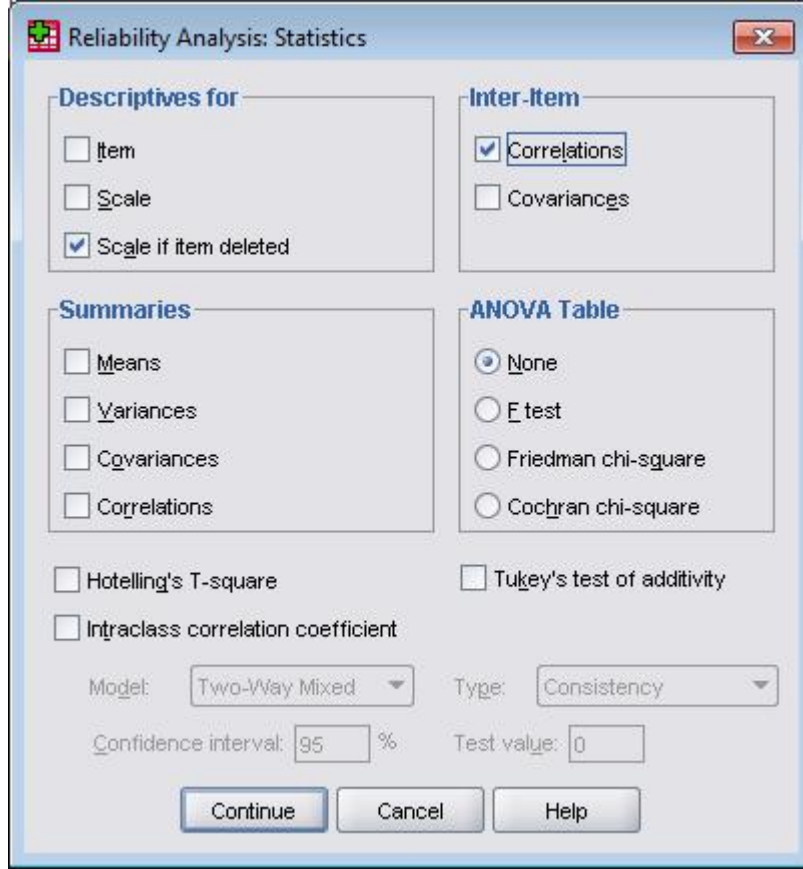 Reliability Analysis: Statistics
Descriptives for
Item
Scale
Scale if item deleted
Inter-Item
Correlations
Covariances
Summaries
Means
Variances
Covariances
Correlations
ANOVA Table
None
F test
Friedman chi-square
Cochran chi-square
Hotelling's T-square
Tukey's test of additivity
Intraclass correlation coefficient
Model: Two-Way Mixed Type: Consistency
Confidence interval: 95 % Test value: 0
Continue Cancel Help